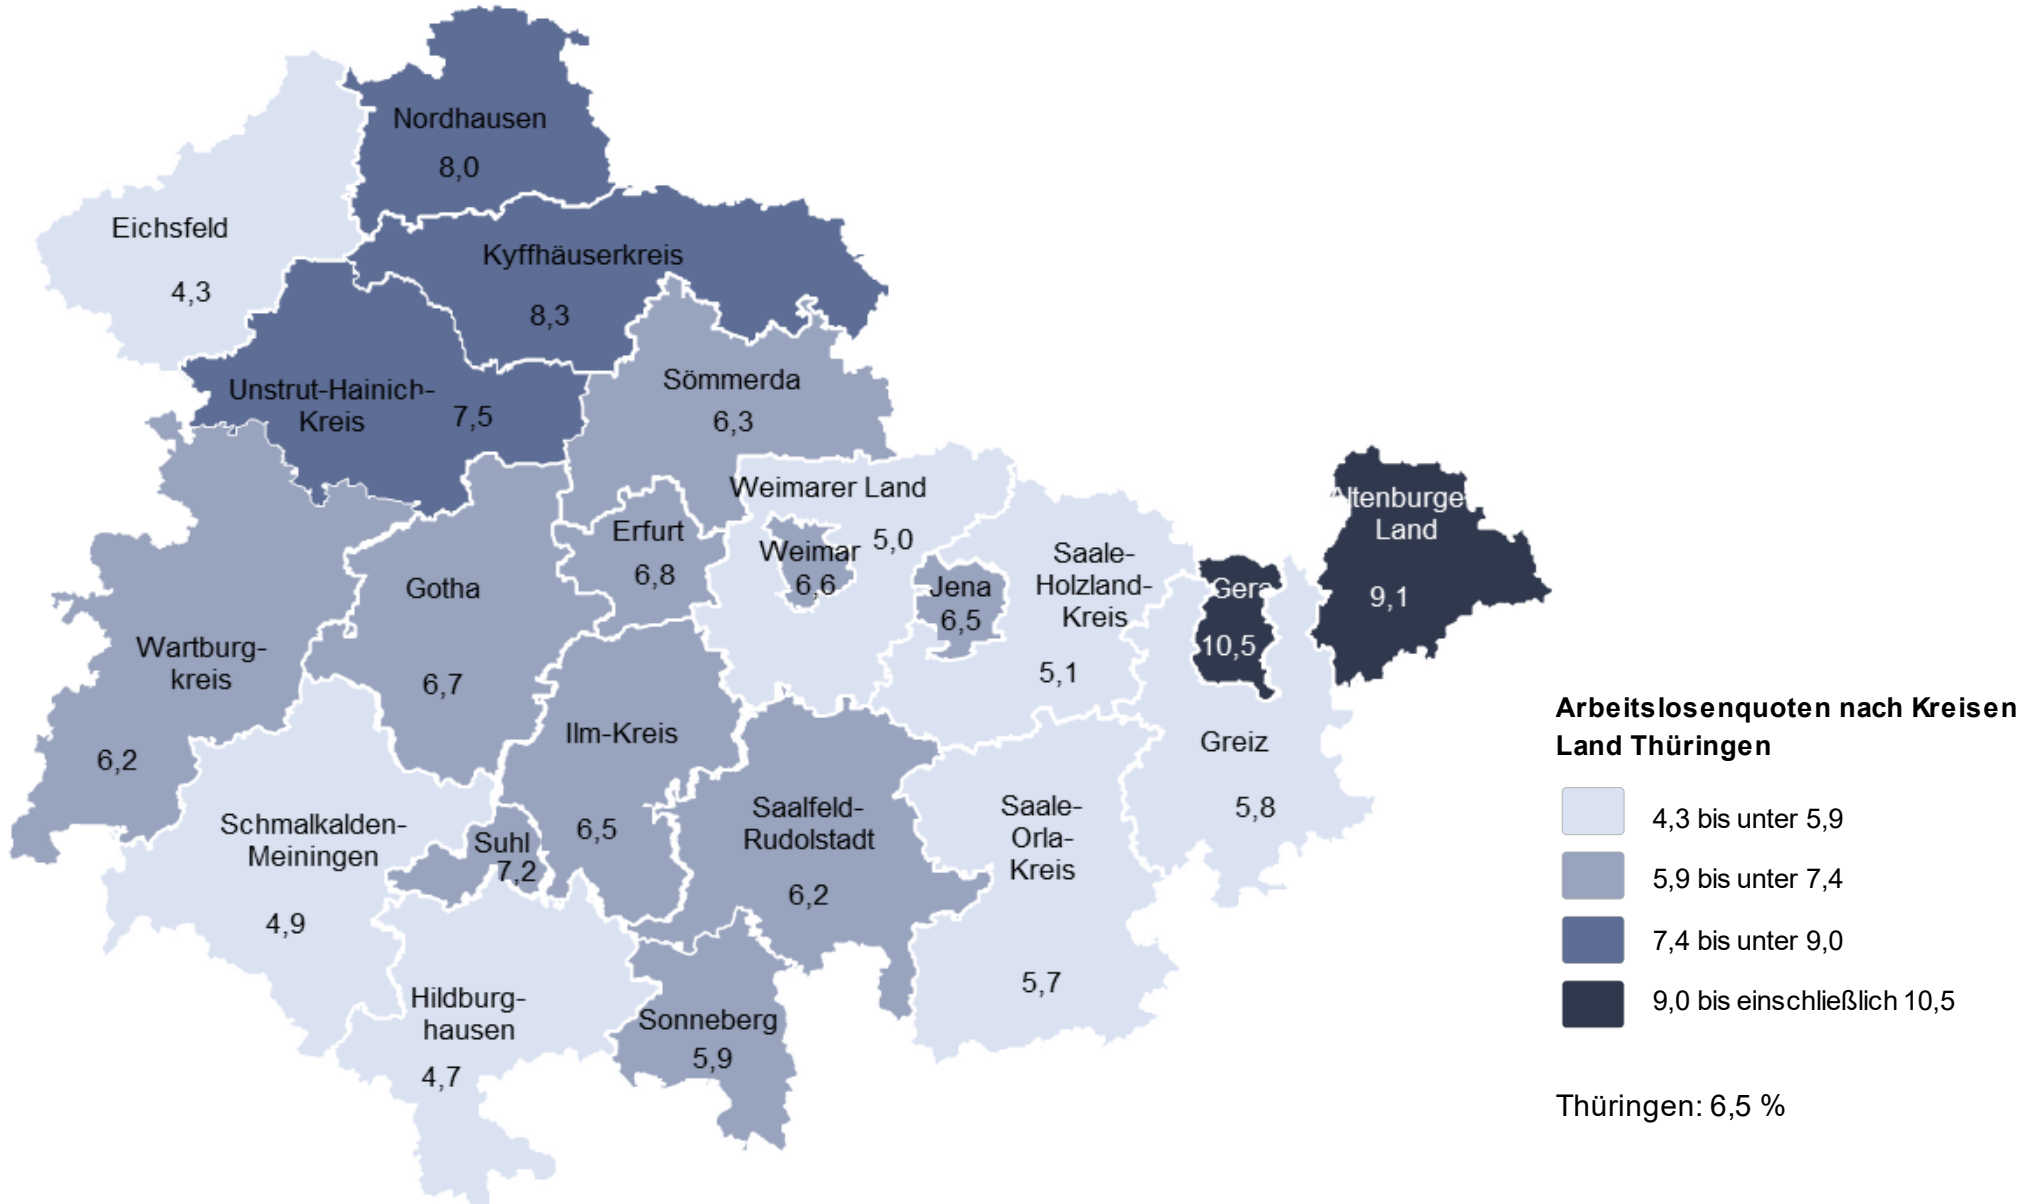 Nordhausen
8,0
Eichsfeld
4,3
Kyffhäuserkreis
8,3
Unstrut-Hainich-
Kreis
7,5
Sömmerda
6,3
Weimarer Land
5,0
Weimar
6,6
Erfurt
6,8
Gotha
6,7
Jena
6,5
Saale-
Holzland-
Kreis
5,1
Gera
10,5
Altenburge
Land
9,1
Wartburg-
kreis
6,2
Ilm-Kreis
6,5
Greiz
5,8
Schmalkalden-
Meiningen
4,9
Suhl
7,2
Saalfeld-
Rudolstadt
6,2
Saale-
Orla-
Kreis
5,7
Hildburg-
hausen
4,7
Sonneberg
5,9
Arbeitslosenquoten nach Kreisen
Land Thüringen
4,3 bis unter 5,9
5,9 bis unter 7,4
7,4 bis unter 9,0
9,0 bis einschließlich 10,5
Thüringen: 6,5 %